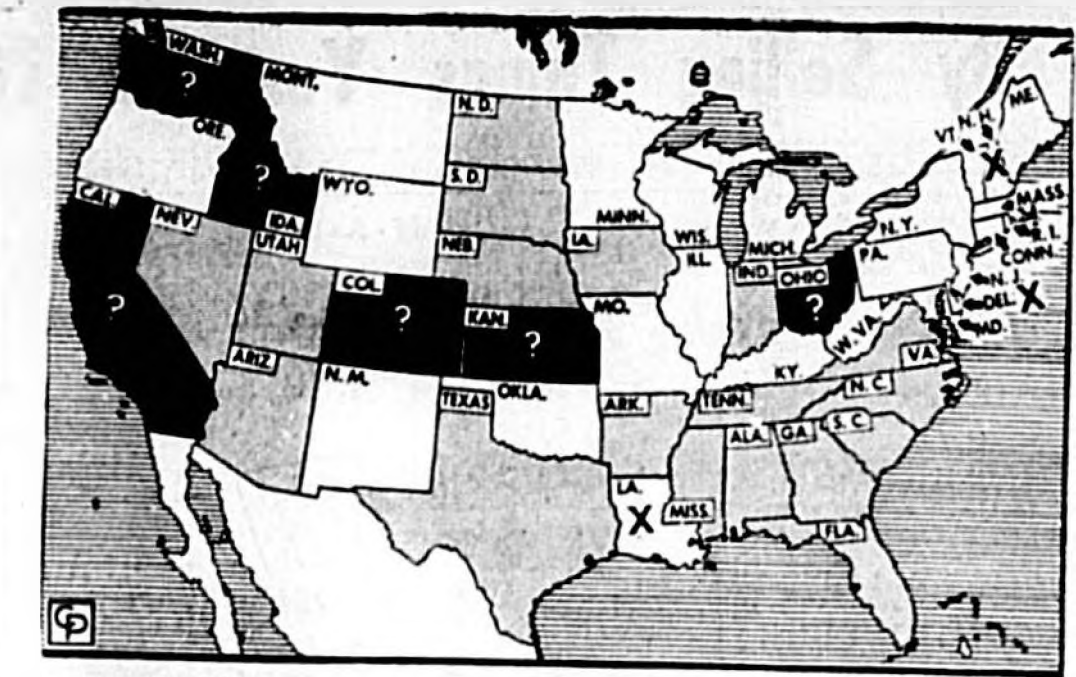 WASH.
?
MONT.
N. D.
ME.
N. H.
VT.
X
ORE.
S. D.
?
IDA.
WYO.
MINN.
WIS.
MICH.
N. Y.
MASS.
R. I.
CONN.
CAL.
NEV.
UTAH
NEB.
IA.
ILL.
IND.
OHIO
PA.
N. J.
DEL.
X
MD.
?
COL.
?
KAN.
?
MO.
?
W. VA.
VA.
ARIZ.
N. M.
TEXAS
OKLA.
ARK.
KY.
TENN.
N. C.
S. C.
ALA.
GA.
LA.
X
MISS.
FLA.
CP